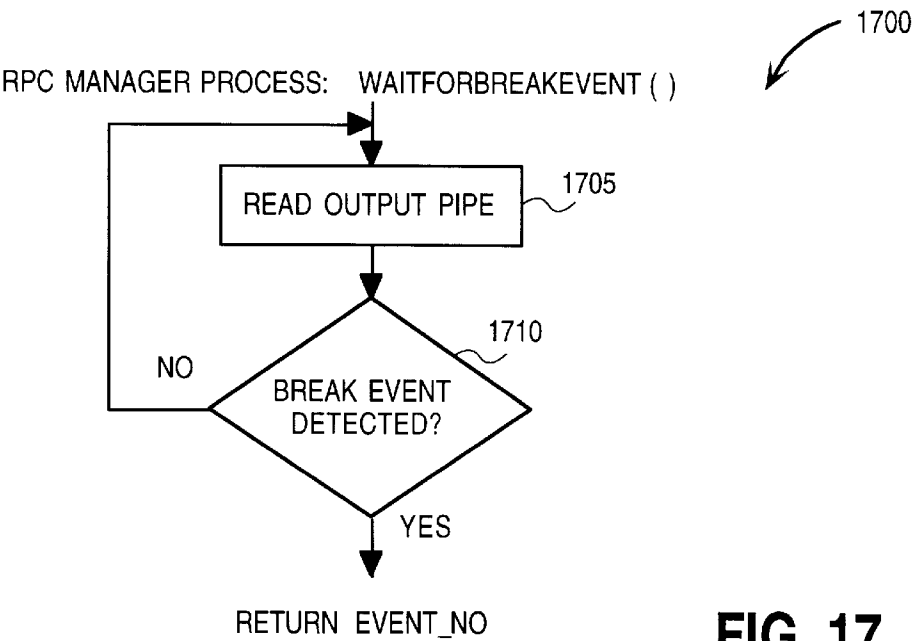 1700
RPC MANAGER PROCESS: WAITFORBREAKEVENT ( )
READ OUTPUT PIPE
1705
1710
NO
BREAK EVENT
DETECTED?
YES
RETURN EVENT_NO
FIG. 17